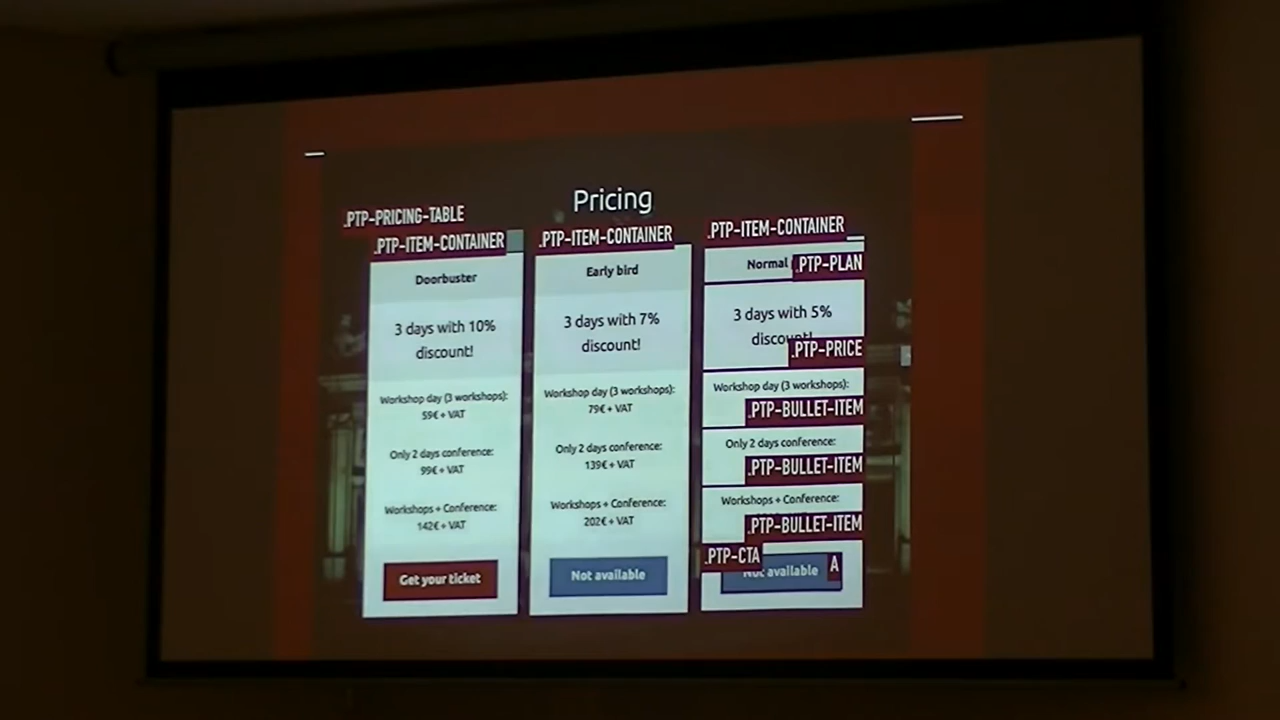 Pricing
.PTP-PRICING-TABLE
.PTP-ITEM-CONTAINER
Doorbuster
3 days with 10%
discount!
Workshop day (3 workshops):
59€ + VAT
Only 2 days conference:
99€ + VAT
Workshops + Conference:
142€ + VAT
Get your ticket
.PTP-ITEM-CONTAINER
Early bird
3 days with 7%
discount!
Workshop day (3 workshops):
79€ + VAT
Only 2 days conference:
139€ + VAT
Workshops + Conference:
202€ + VAT
Not available
.PTP-ITEM-CONTAINER
Normal
.PTP-PLAN
3 days with 5%
discount!
.PTP-PRICE
Workshop day (3 workshops):
.PTP-BULLET-ITEM
Only 2 days conference:
.PTP-BULLET-ITEM
Workshops + Conference:
.PTP-BULLET-ITEM
.PTP-CTA
Not available
A